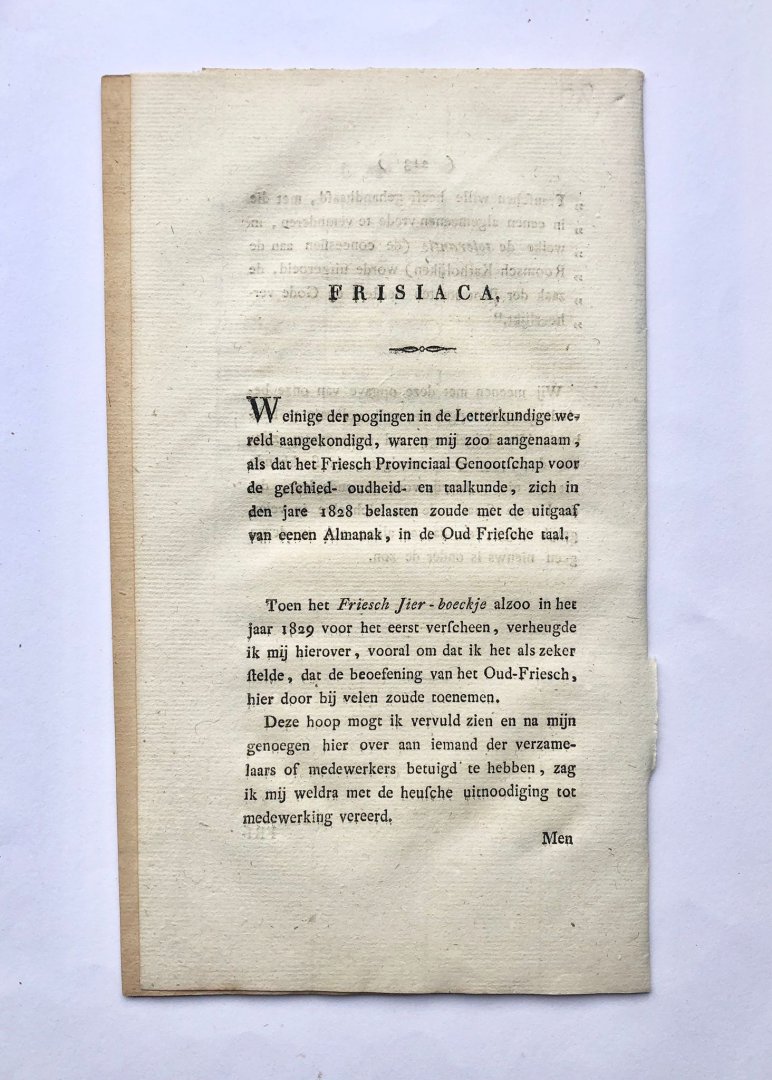 FRISIACA.
Weinige der pogingen in de Letterkundige we-
reld aangekondigd, waren mij zoo aangenaam,
als dat het Friesch Provinciaal Genootſchap voor
de geſchied- oudheid- en taalkunde, zich in
den jare 1828 belasten zoude met de uitgaaf
van eenen Almanak, in de Oud Frieſche taal.
Toen het Friesch Jier-boeckje alzoo in het
jaar 1829 voor het eerst verſcheen, verheugde
ik mij hierover, vooral om dat ik het als zeker
ſtelde, dat de beoefening van het Oud-Friesch,
hier door bij velen zoude toenemen.
Deze hoop mogt ik vervuld zien en na mijn
genoegen hier over aan iemand der verzame-
laars of medewerkers betuigd te hebben, zag
ik mij weldra met de heuſche uitnoodiging tot
medewerking vereerd.
Men